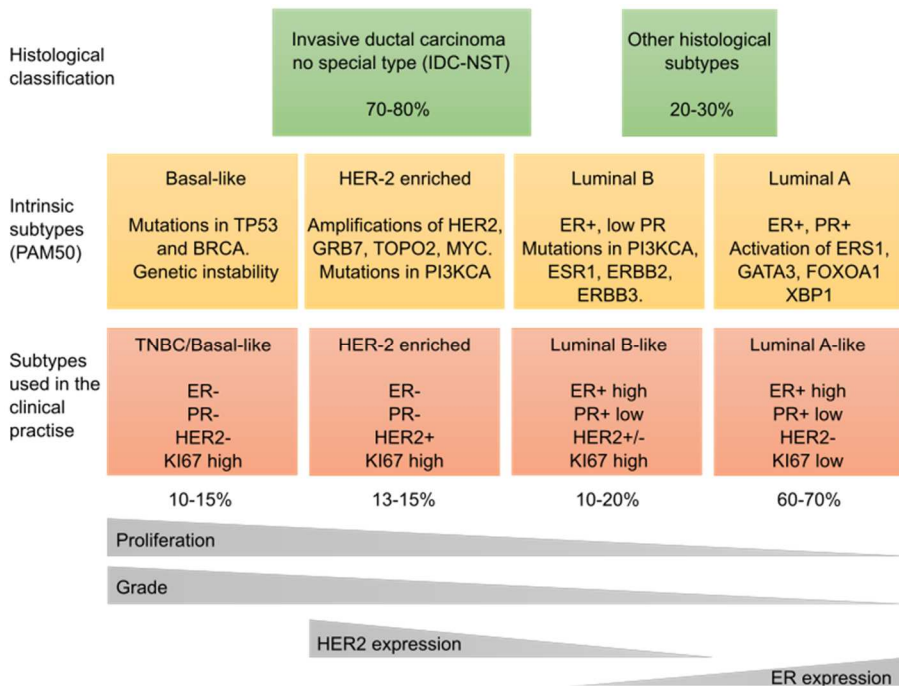 Histological
classification
Invasive ductal carcinoma
no special type (IDC-NST)
70-80%
Other histological
subtypes
20-30%
Intrinsic
subtypes
(PAM50)
Basal-like
Mutations in TP53
and BRCA.
Genetic instability
HER-2 enriched
Amplifications of HER2,
GRB7, TOPO2, MYC.
Mutations in PI3KCA
Luminal B
ER+, low PR
Mutations in PI3KCA,
ESR1, ERBB2,
ERBB3.
Luminal A
ER+, PR+
Activation of ERS1,
GATA3, FOXOA1
XBP1
Subtypes
used in the
clinical
practise
TNBC/Basal-like
ER-
PR-
HER2-
KI67 high
HER-2 enriched
ER-
PR-
HER2+
KI67 high
Luminal B-like
ER+ high
PR+ low
HER2+/-
KI67 high
Luminal A-like
ER+ high
PR+ low
HER2-
KI67 low
10-15%
13-15%
10-20%
60-70%
Proliferation
Grade
HER2 expression
ER expression